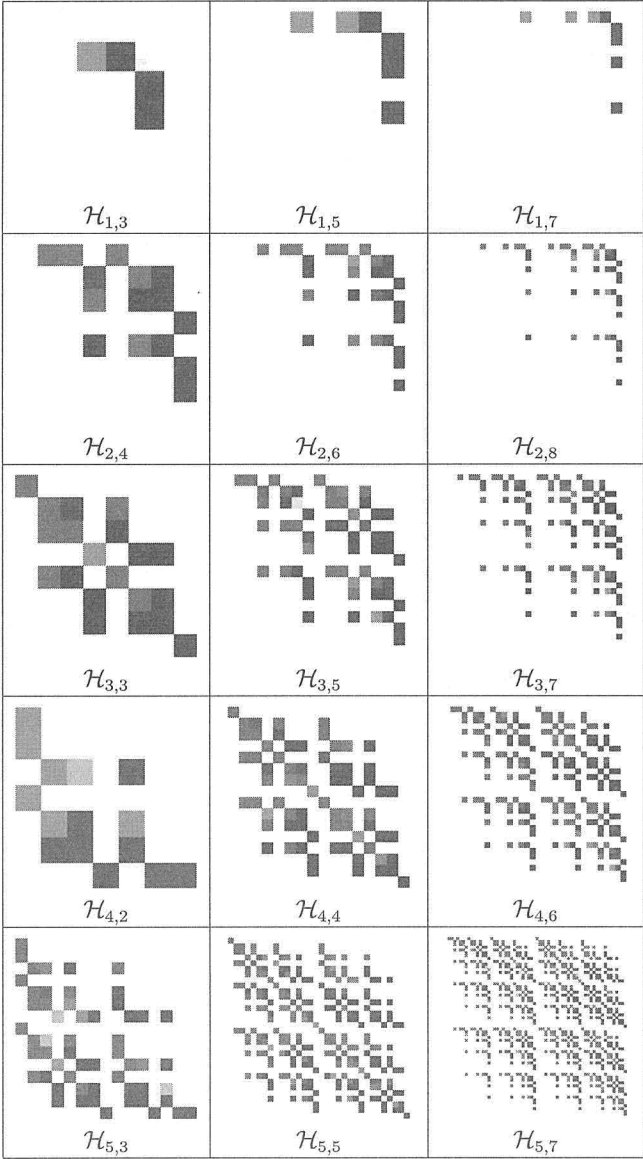 ℋ₁,₃ ℋ₁,₅ ℋ₁,₇
ℋ₂,₄ ℋ₂,₆ ℋ₂,₈
ℋ₃,₃ ℋ₃,₅ ℋ₃,₇
ℋ₄,₂ ℋ₄,₄ ℋ₄,₆
ℋ₅,₃ ℋ₅,₅ ℋ₅,₇